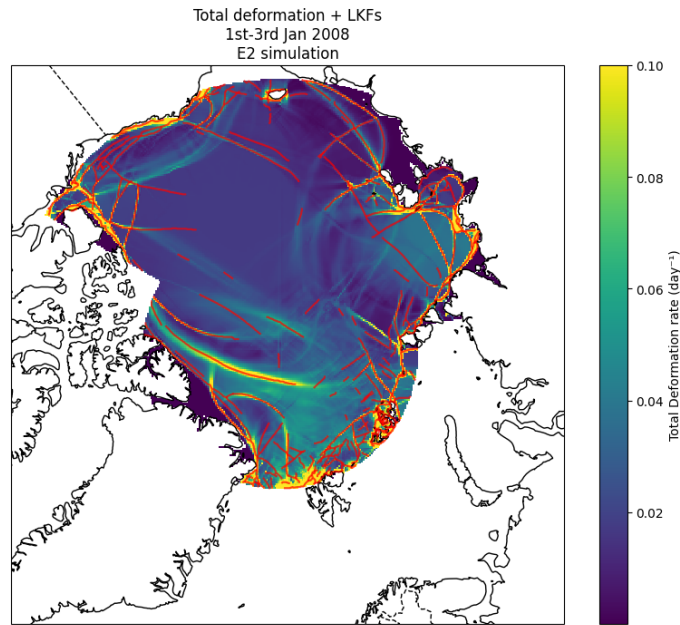 Total deformation + LKFs
1st-3rd Jan 2008
E2 simulation
0.10
0.08
0.06
0.04
0.02
Total Deformation rate (day⁻¹)